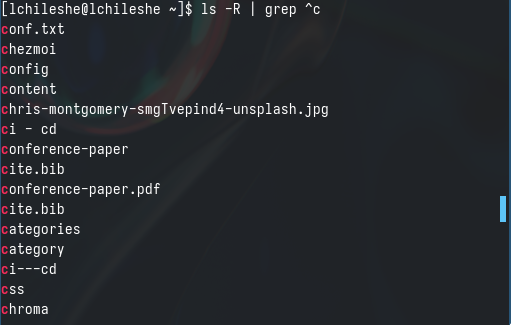 [lchileshe@lchileshe ~]$ ls -R | grep ^c
conf.txt
chezmoi
config
content
chris-montgomery-smgTvepind4-unsplash.jpg
ci - cd
conference-paper
cite.bib
conference-paper.pdf
cite.bib
categories
category
ci---cd
css
chroma